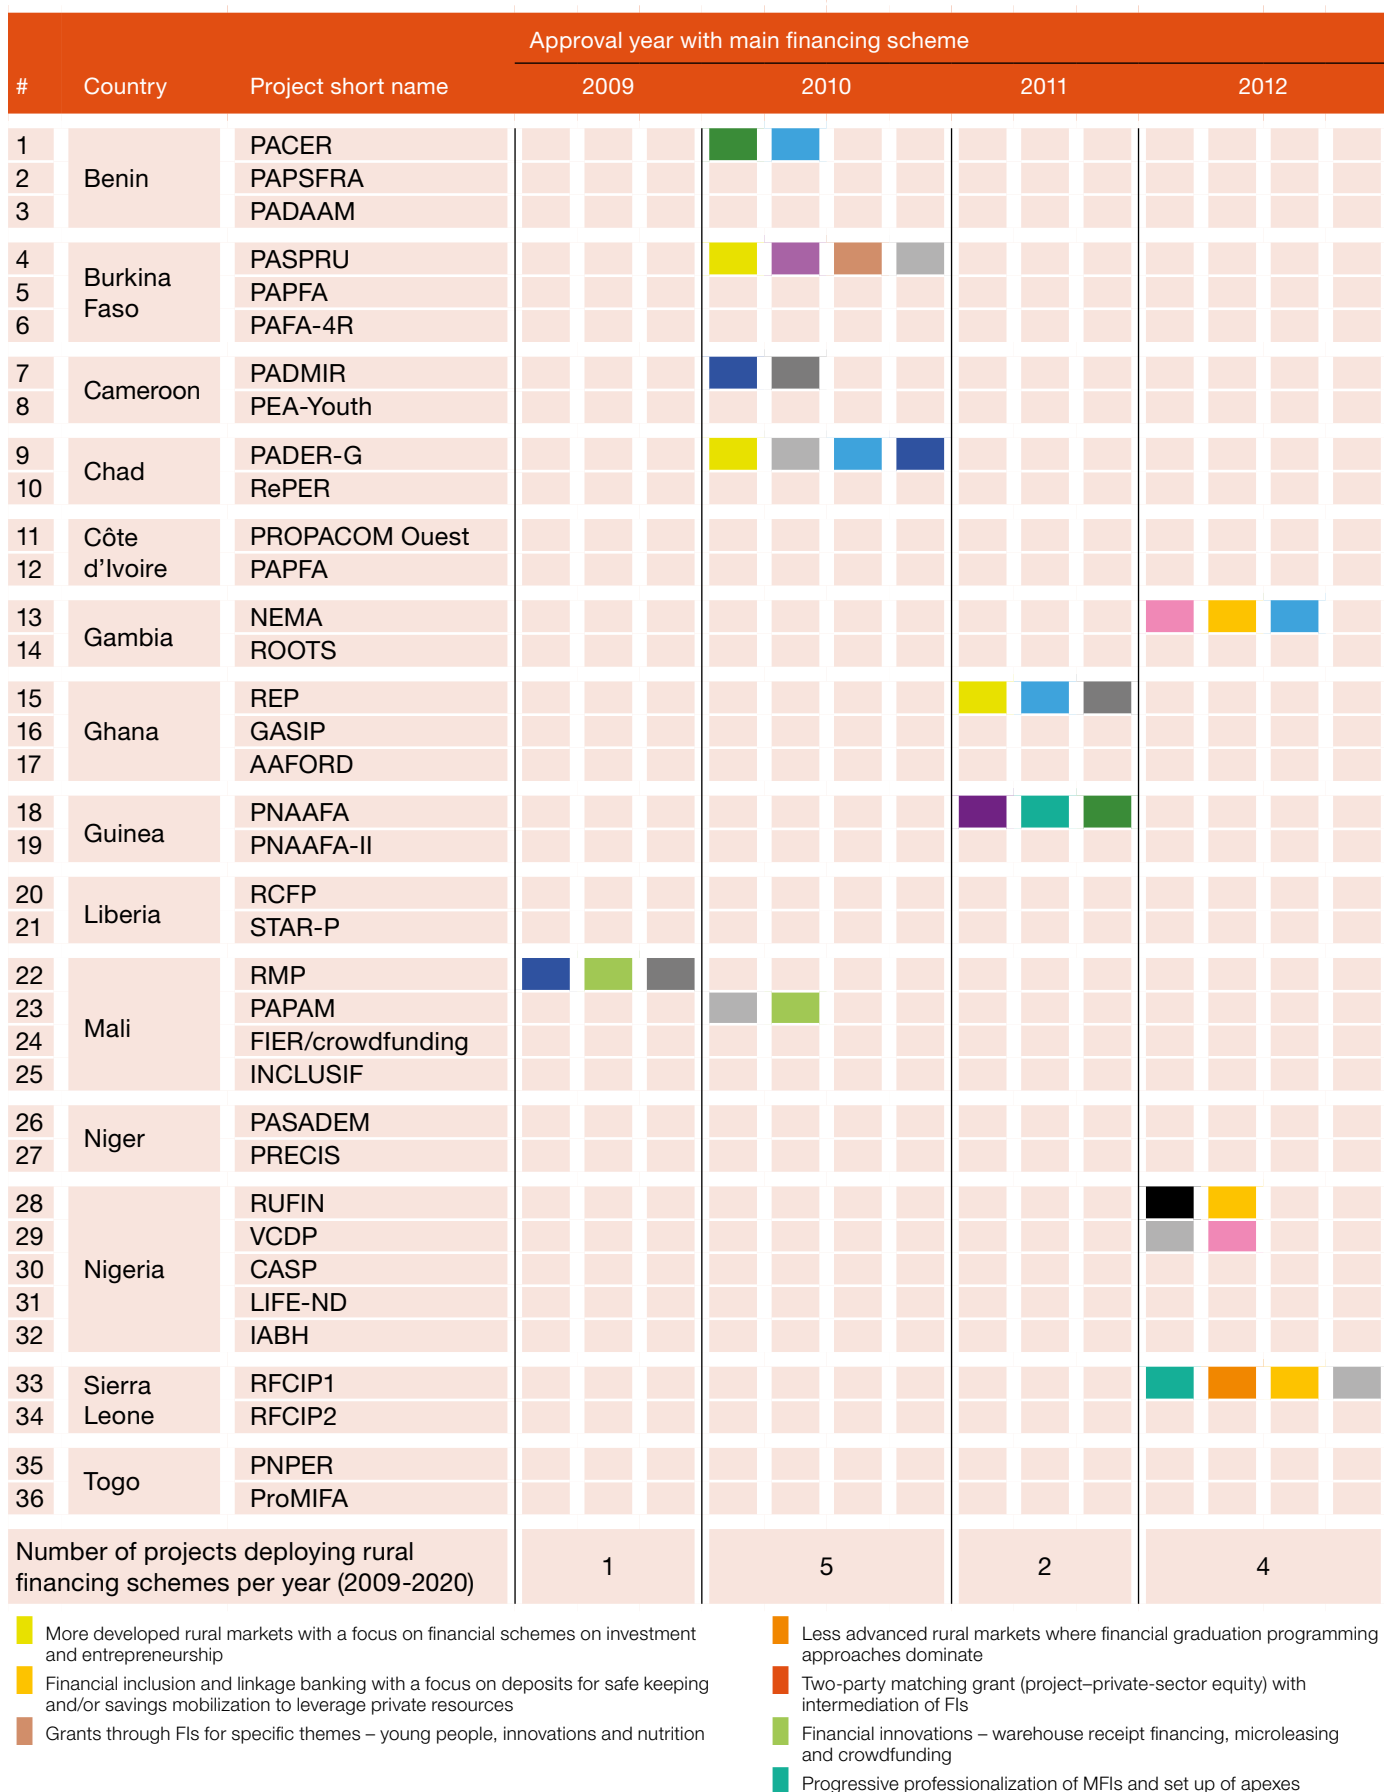 Approval year with main financing scheme
# Country Project short name 2009 2010 2011 2012
1 PACER
2 Benin PAPSFRA
3 PADAAM
4 PASPRU
Burkina
5 PAPFA
Faso
6 PAFA-4R
7 PADMIR
Cameroon
8 PEA-Youth
9 PADER-G
Chad
10 RePER
11 Côte PROPACOM Ouest
12 d’Ivoire PAPFA
13 NEMA
Gambia
14 ROOTS
15 REP
16 Ghana GASIP
17 AAFORD
18 PNAAFA
Guinea
19 PNAAFA-II
20 RCFP
Liberia
21 STAR-P
22 RMP
23 PAPAM
Mali
24 FIER/crowdfunding
25 INCLUSIF
26 PASADEM
Niger
27 PRECIS
28 RUFIN
29 VCDP
30 Nigeria CASP
31 LIFE-ND
32 IABH
33 Sierra RFCIP1
34 Leone RFCIP2
35 PNPER
Togo
36 ProMIFA
Number of projects deploying rural
financing schemes per year (2009-2020) 1 5 2 4
More developed rural markets with a focus on financial schemes on investment
and entrepreneurship
Financial inclusion and linkage banking with a focus on deposits for safe keeping
and/or savings mobilization to leverage private resources
Grants through FIs for specific themes – young people, innovations and nutrition
Less advanced rural markets where financial graduation programming
approaches dominate
Two-party matching grant (project–private-sector equity) with
intermediation of FIs
Financial innovations – warehouse receipt financing, microleasing
and crowdfunding
Progressive professionalization of MFIs and set up of apexes